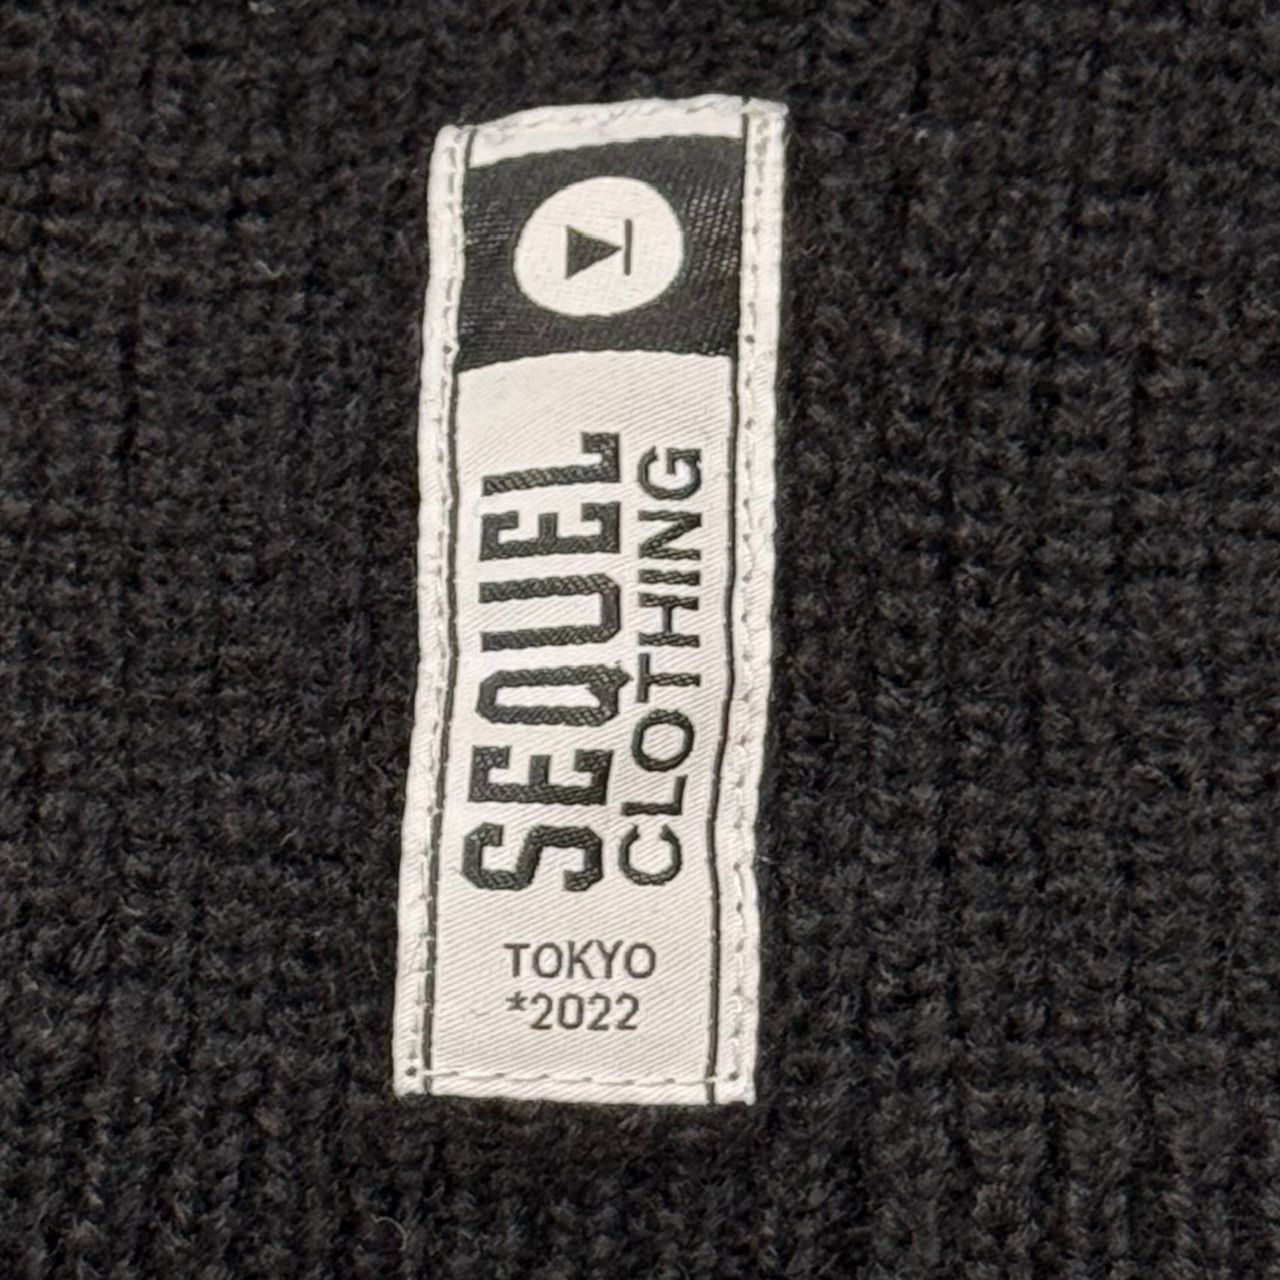 SEQUEL
CLOTHING
TOKYO
*2022